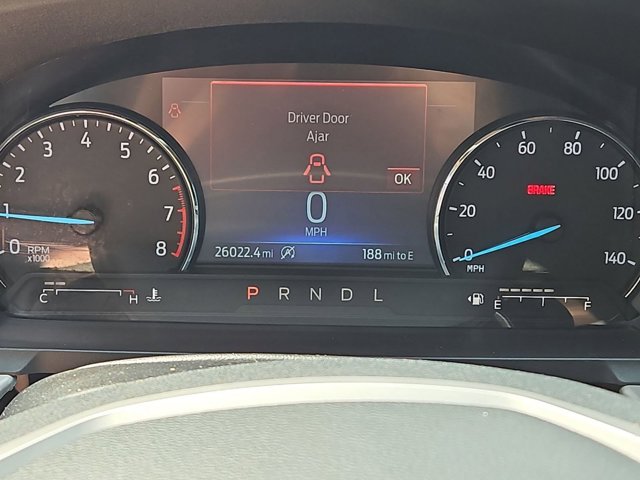 Driver Door
Ajar
OK
0
MPH
26022.4 mi
188 mi to E
0
1
2
3
4
5
6
7
8
RPM
x1000
0
20
40
60
80
100
120
140
BRAKE
MPH
C H
P R N D L
E F